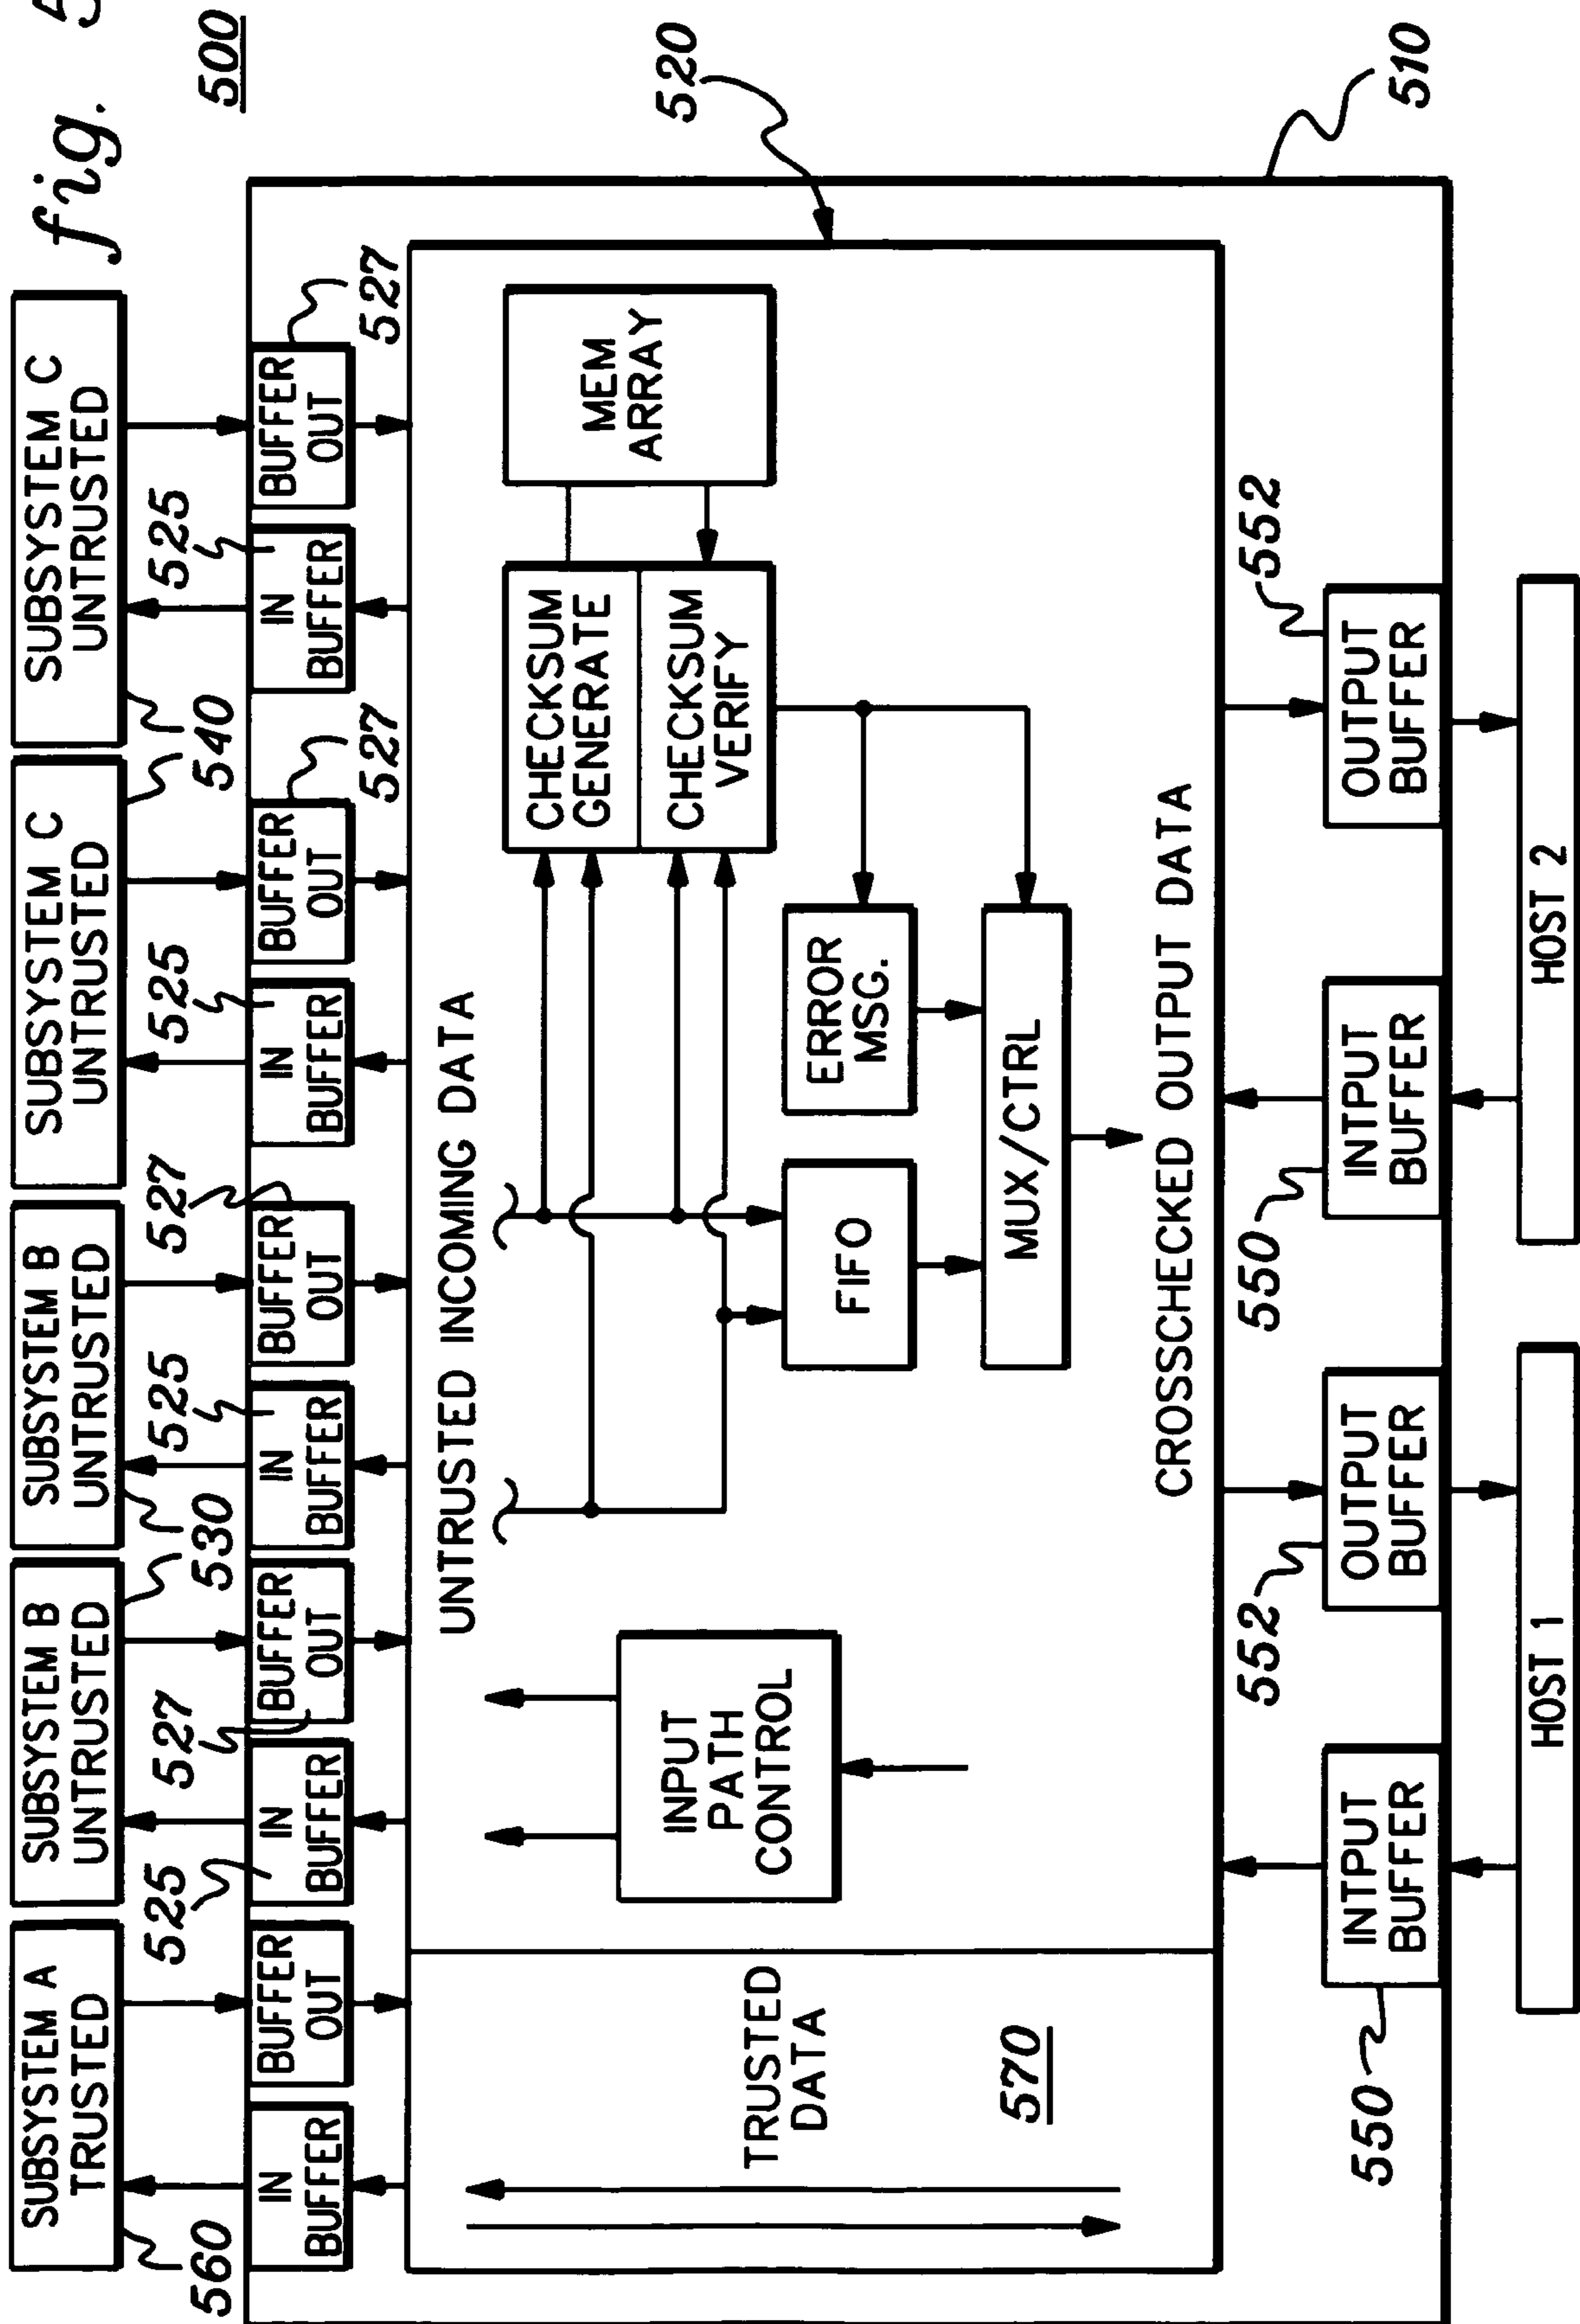 fig. 5
500
SUBSYSTEM A
TRUSTED
SUBSYSTEM B
UNTRUSTED
SUBSYSTEM B
UNTRUSTED
SUBSYSTEM C
UNTRUSTED
SUBSYSTEM C
UNTRUSTED
560
525
527
530
525
527
525
540
527
525
527
IN
BUFFER
BUFFER
OUT
IN
BUFFER
BUFFER
OUT
IN
BUFFER
BUFFER
OUT
IN
BUFFER
BUFFER
OUT
IN
BUFFER
BUFFER
OUT
520
UNTRUSTED INCOMING DATA
TRUSTED
DATA
570
INPUT
PATH
CONTROL
CHECKSUM
GENERATE
CHECKSUM
VERIFY
MEM
ARRAY
FIFO
ERROR
MSG.
MUX/CTRL
CROSSCHECKED OUTPUT DATA
550
INTPUT
BUFFER
552
OUTPUT
BUFFER
550
INTPUT
BUFFER
552
OUTPUT
BUFFER
510
HOST 1
HOST 2